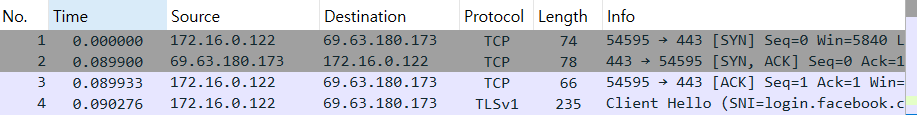 No. Time Source Destination Protocol Length Info
1 0.000000 172.16.0.122 69.63.180.173 TCP 74 54595 → 443 [SYN] Seq=0 Win=5840 L
2 0.089900 69.63.180.173 172.16.0.122 TCP 78 443 → 54595 [SYN, ACK] Seq=0 Ack=1
3 0.089933 172.16.0.122 69.63.180.173 TCP 66 54595 → 443 [ACK] Seq=1 Ack=1 Win=
4 0.090276 172.16.0.122 69.63.180.173 TLSv1 235 Client Hello (SNI=login.facebook.c